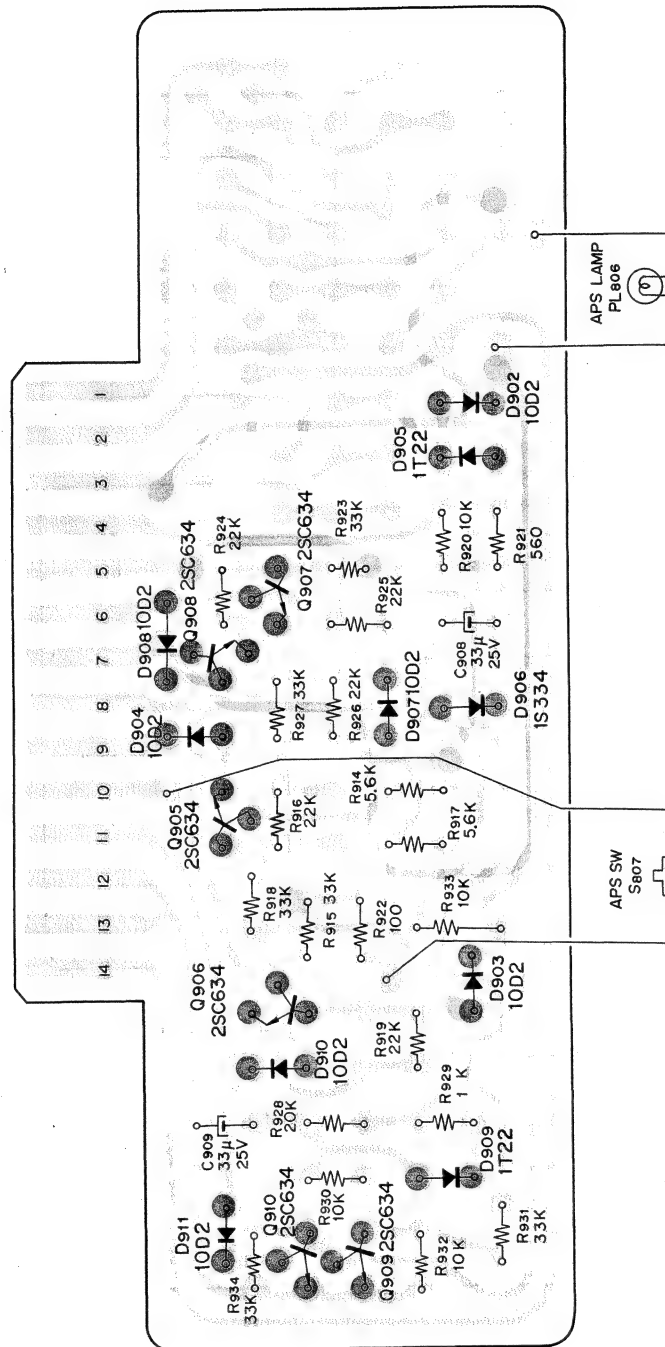 APS LAMP
PL806
1
2
3
4
5
6
7
8
9
10
11
12
13
14
D902
10D2
D905
1T22
R923
33K
R924
22K
Q907 2SC634
Q908 2SC634
D908 10D2
R920 10K
R921
560
R925
22K
C908
33μ
25V
D904
10D2
R927 33K
R926 22K
D907 10D2
D906
1S334
Q905
2SC634
R916
22K
R914
5.6K
R917
5.6K
APS SW
S807
R918
33K
R915 33K
R922
100
R933
10K
Q906
2SC634
D903
10D2
R919
22K
D910
10D2
R929
1K
R928
20K
C909
33μ
25V
D909
1T22
R930
10K
Q910
2SC634
D911
10D2
R934
33K
Q909 2SC634
R932
10K
R931
33K